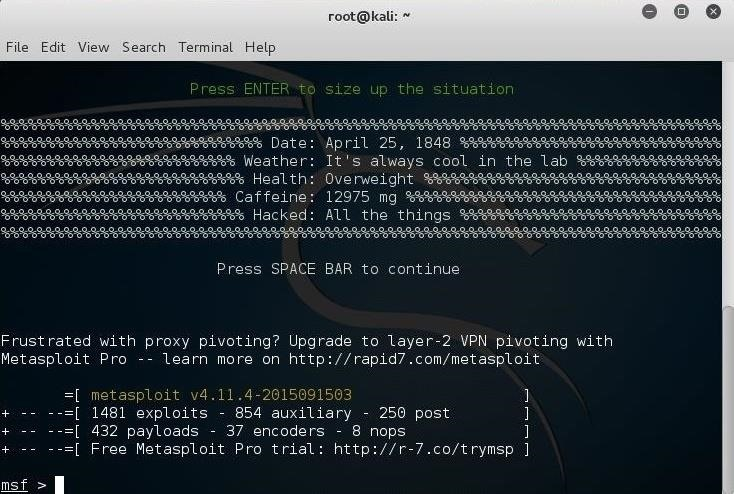 root@kali: ~
File Edit View Search Terminal Help
Press ENTER to size up the situation
%%%%%%%%%%%%%%%%%%%%%%%%%%%%%%%%%%%%%%%%%%%%%%%%%%%%%%%%%%%%%%%%%%%%%%%%%%%%%%%%
%%%%%%%%%%%%%%%%%%%%%%%%%%%%% Date: April 25, 1848 %%%%%%%%%%%%%%%%%%%%%%%%%%%%%
%%%%%%%%%%%%%%%%%%%%%%%%%% Weather: It's always cool in the lab %%%%%%%%%%%%%%%%
%%%%%%%%%%%%%%%%%%%%%%%%%%% Health: Overweight %%%%%%%%%%%%%%%%%%%%%%%%%%%%%%%%%
%%%%%%%%%%%%%%%%%%%%%%%%% Caffeine: 12975 mg %%%%%%%%%%%%%%%%%%%%%%%%%%%%%%%%%%%
%%%%%%%%%%%%%%%%%%%%%%%%%%% Hacked: All the things %%%%%%%%%%%%%%%%%%%%%%%%%%%%%
%%%%%%%%%%%%%%%%%%%%%%%%%%%%%%%%%%%%%%%%%%%%%%%%%%%%%%%%%%%%%%%%%%%%%%%%%%%%%%%%
Press SPACE BAR to continue
Frustrated with proxy pivoting? Upgrade to layer-2 VPN pivoting with
Metasploit Pro -- learn more on http://rapid7.com/metasploit
=[ metasploit v4.11.4-2015091503 ]
+ -- --=[ 1481 exploits - 854 auxiliary - 250 post ]
+ -- --=[ 432 payloads - 37 encoders - 8 nops ]
+ -- --=[ Free Metasploit Pro trial: http://r-7.co/trymsp ]
msf >